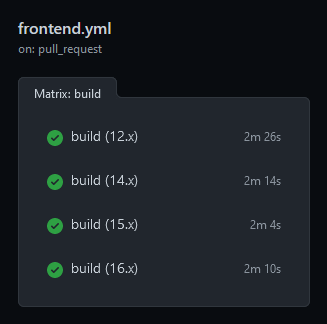 frontend.yml
on: pull_request
Matrix: build
build (12.x) 2m 26s
build (14.x) 2m 14s
build (15.x) 2m 4s
build (16.x) 2m 10s